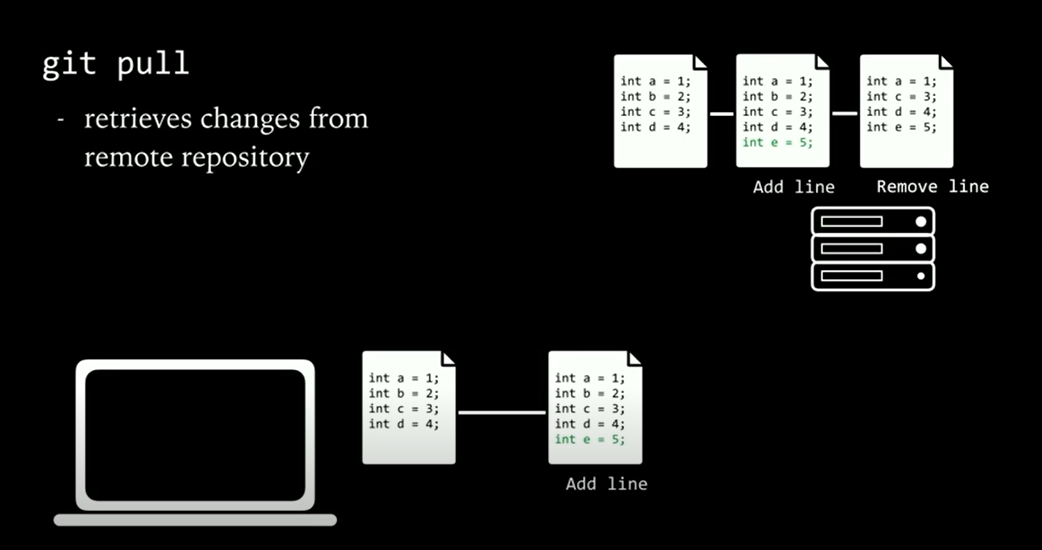 git pull
- retrieves changes from
remote repository
int a = 1;
int b = 2;
int c = 3;
int d = 4;
int a = 1;
int b = 2;
int c = 3;
int d = 4;
int e = 5;
Add line
int a = 1;
int c = 3;
int d = 4;
int e = 5;
Remove line
int a = 1;
int b = 2;
int c = 3;
int d = 4;
int a = 1;
int b = 2;
int c = 3;
int d = 4;
int e = 5;
Add line